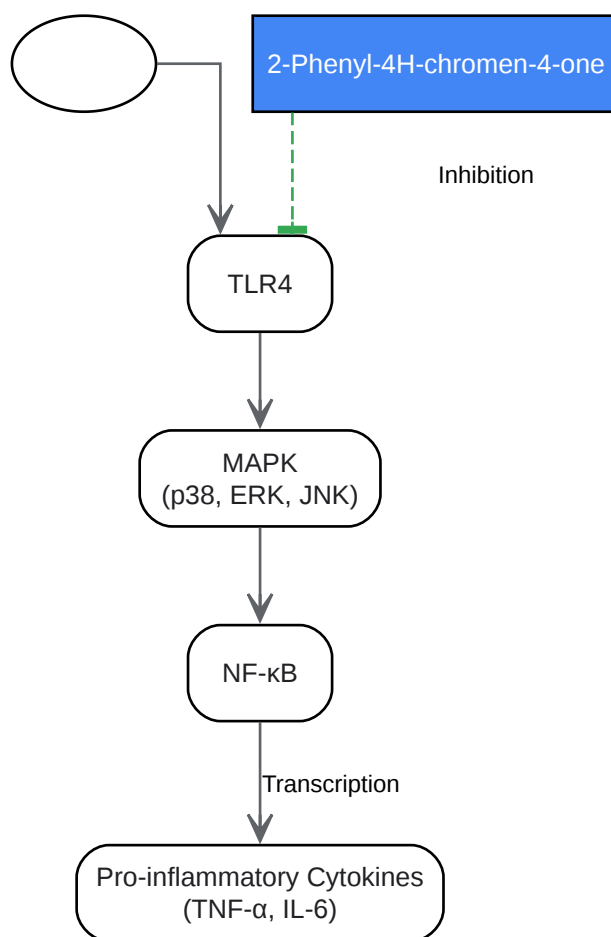 2-Phenyl-4H-chromen-4-one
Inhibition
TLR4
MAPK
(p38, ERK, JNK)
NF-κB
Transcription
Pro-inflammatory Cytokines
(TNF-α, IL-6)